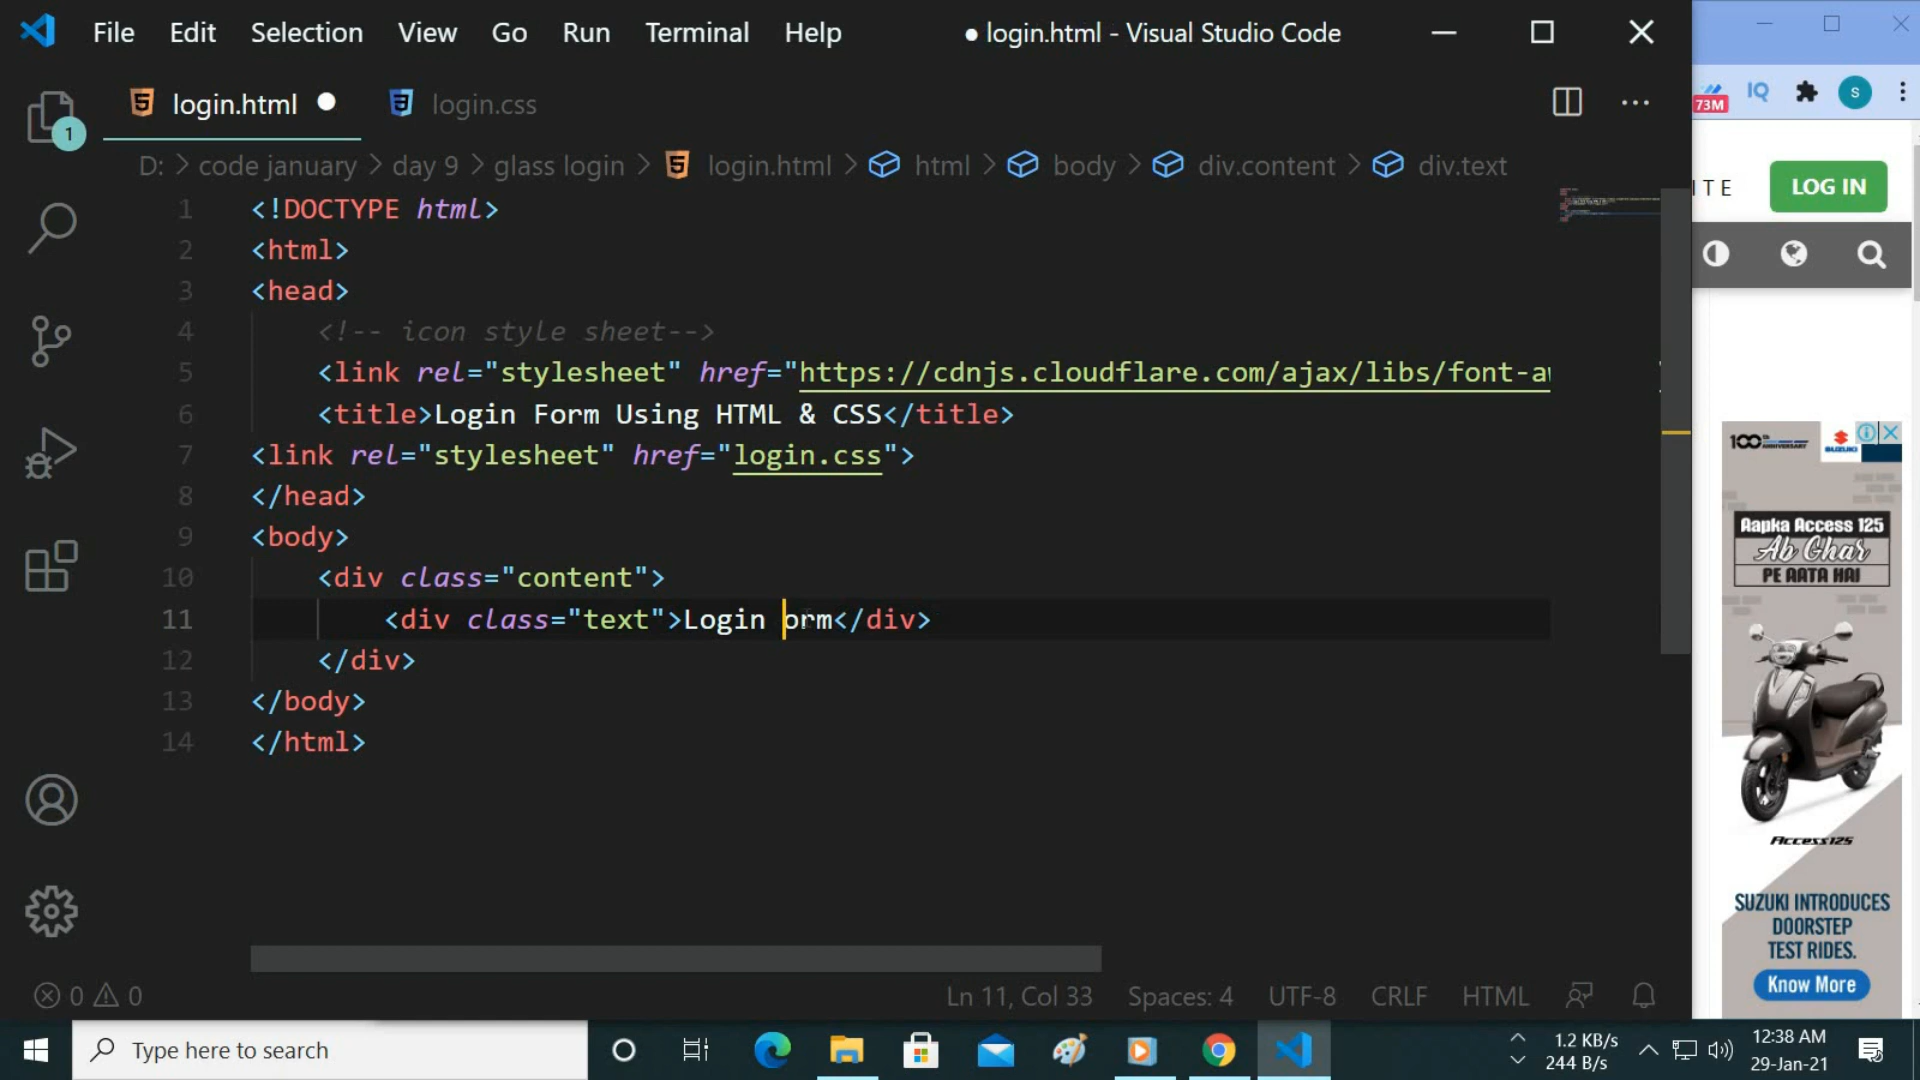 File Edit Selection View Go Run Terminal Help ● login.html - Visual Studio Code
login.html login.css
1
D: > code january > day 9 > glass login > login.html > html > body > div.content > div.text
1 <!DOCTYPE html>
2 <html>
3 <head>
4 <!-- icon style sheet-->
5 <link rel="stylesheet" href="https://cdnjs.cloudflare.com/ajax/libs/font-a
6 <title>Login Form Using HTML & CSS</title>
7 <link rel="stylesheet" href="login.css">
8 </head>
9 <body>
10 <div class="content">
11 <div class="text">Login orm</div>
12 </div>
13 </body>
14 </html>
0 0 Ln 11, Col 33 Spaces: 4 UTF-8 CRLF HTML
73M IQ S
ITE LOG IN
100th ANNIVERSARY SUZUKI
Aapka Access 125
Ab Ghar
PE AATA HAI
Access125
SUZUKI INTRODUCES
DOORSTEP
TEST RIDES.
Know More
Type here to search
1.2 KB/s
244 B/s
12:38 AM
29-Jan-21